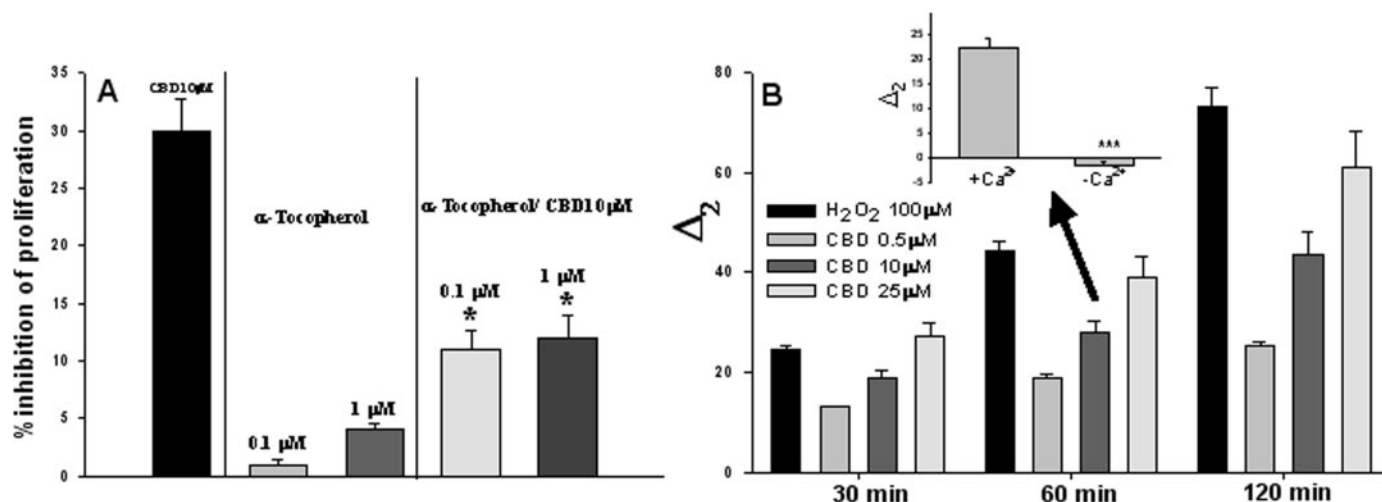 A
CBD10μM
α-Tocopherol
α-Tocopherol/ CBD10μM
0.1 μM
1 μM
0.1 μM
*
1 μM
*
% inhibition of proliferation
35
30
25
20
15
10
5
0
B
Δ2
80
60
40
20
0
H2O2 100μM
CBD 0.5μM
CBD 10μM
CBD 25μM
30 min
60 min
120 min
Δ2
25
20
15
10
5
0
-5
+Ca2+
-Ca2+
***